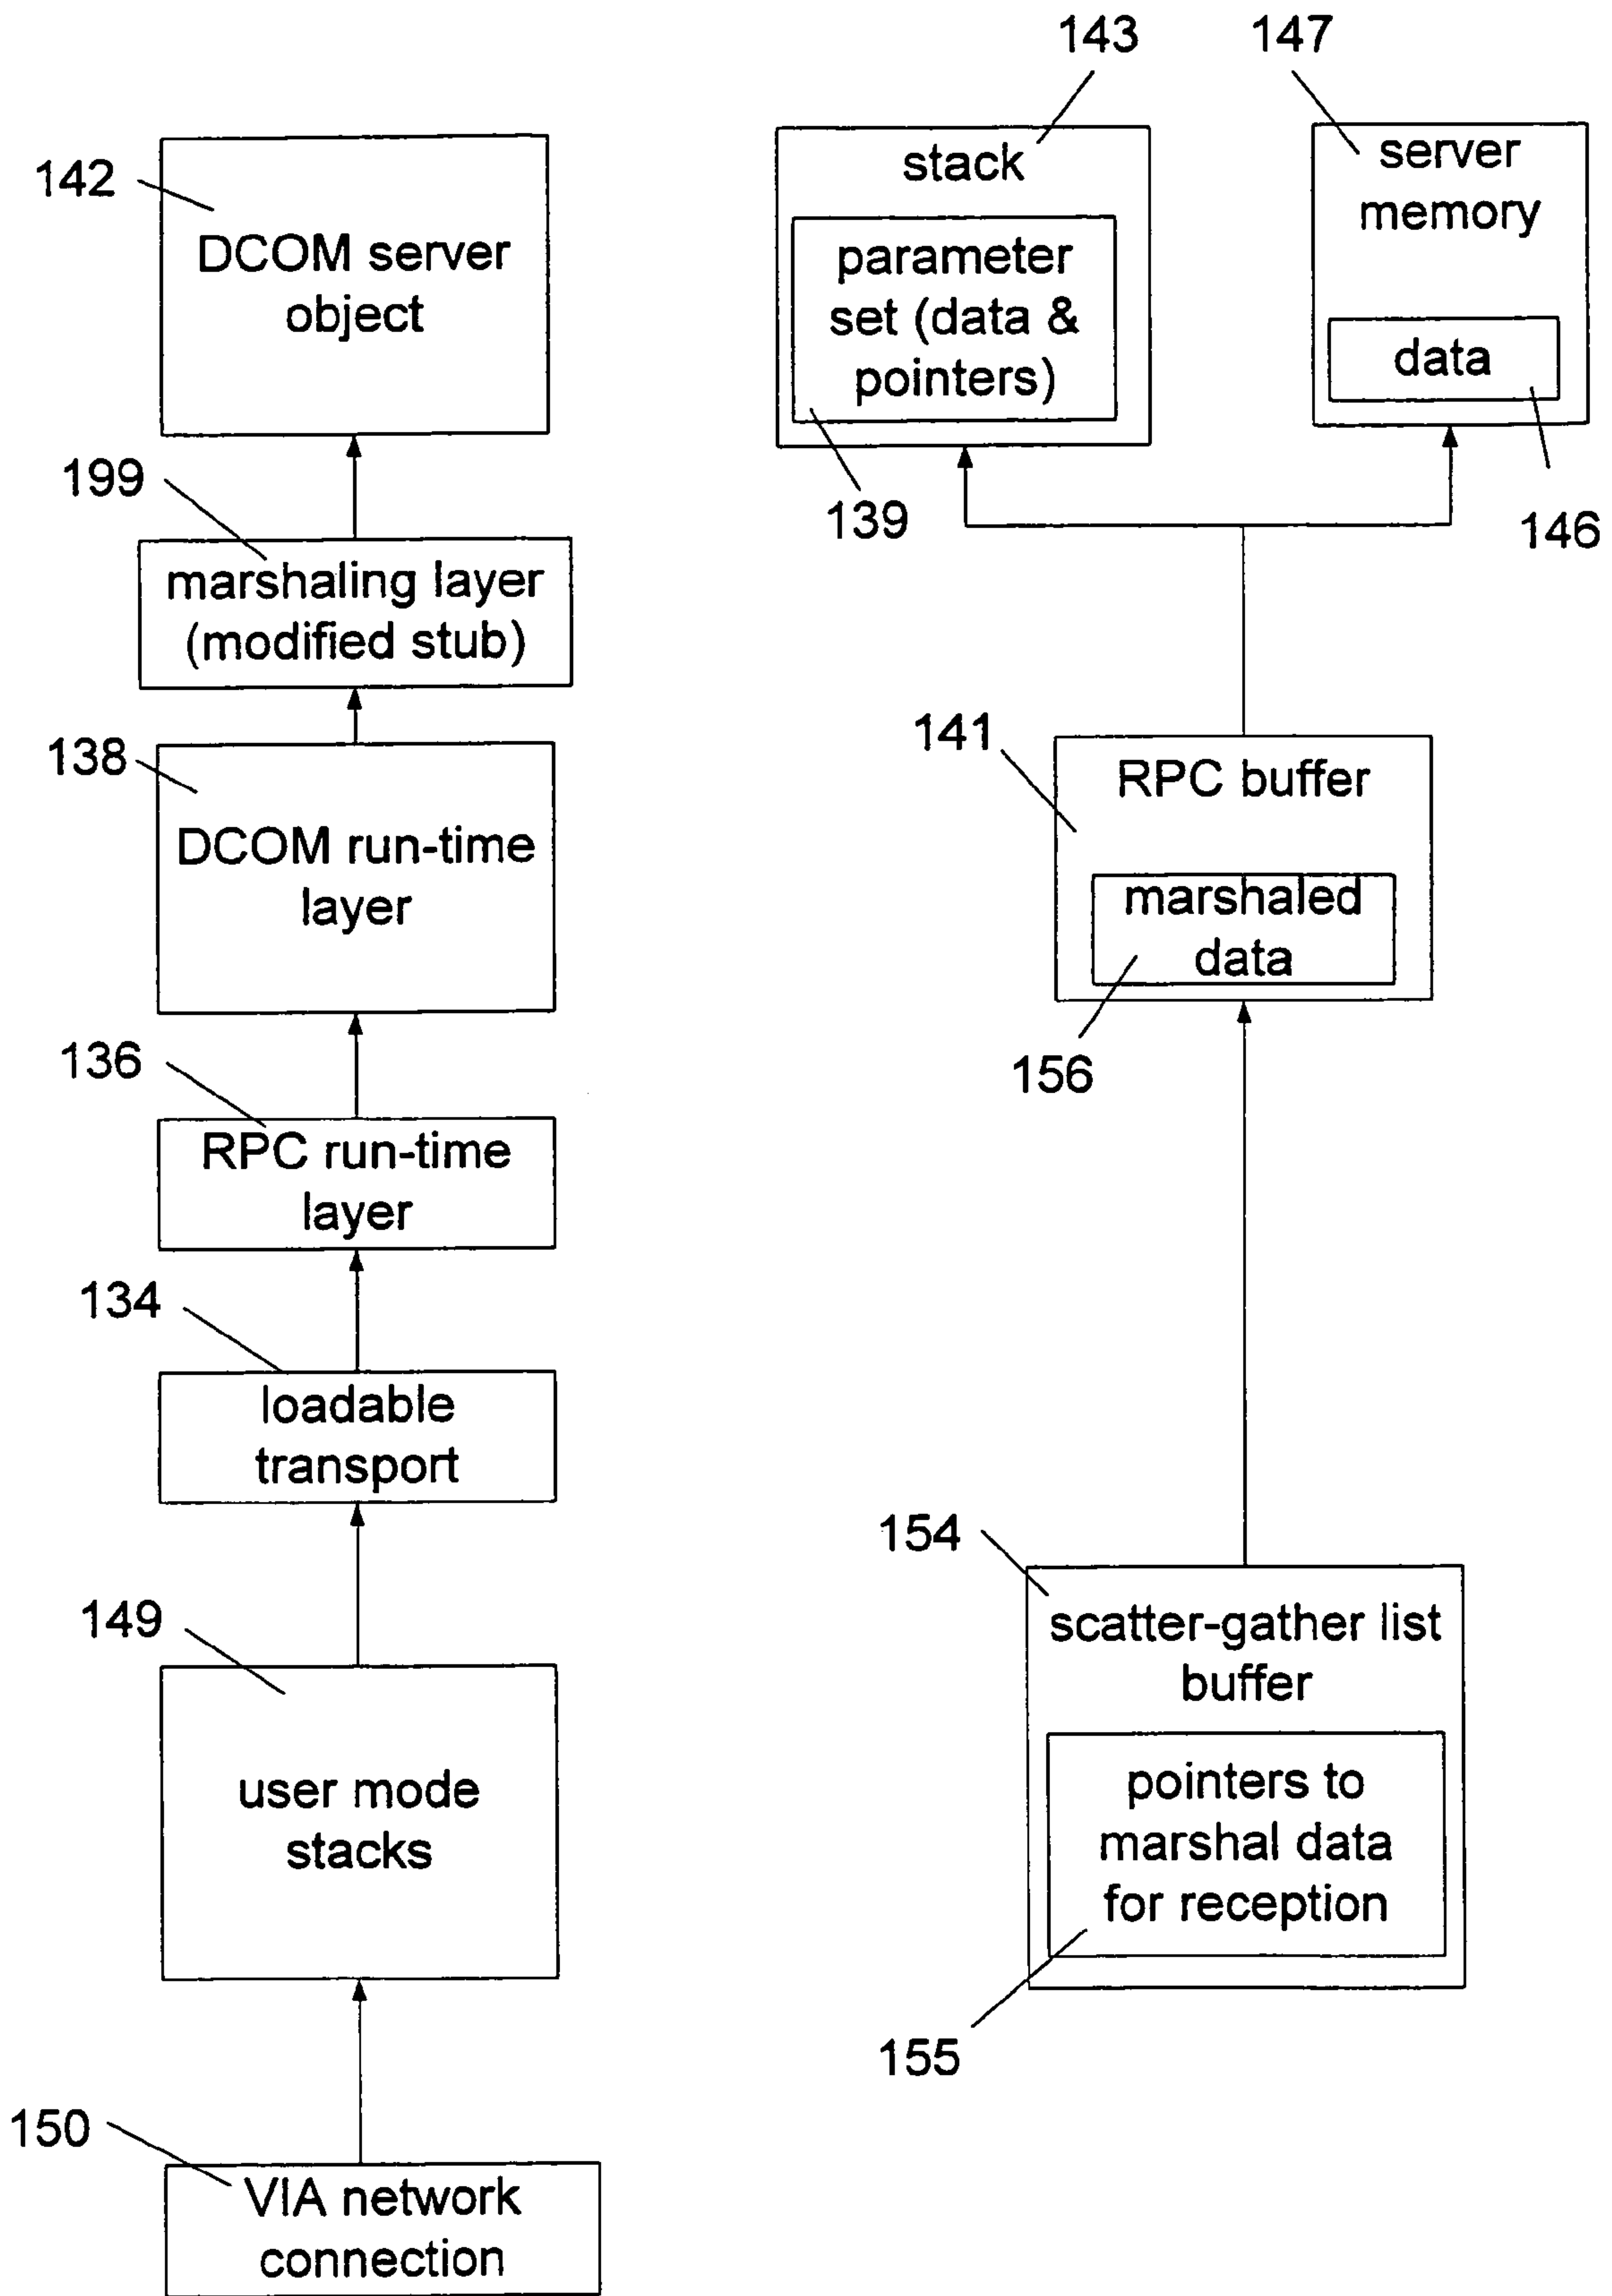 143
147
142
DCOM server
object
stack
parameter
set (data &
pointers)
server
memory
data
199
139
146
marshaling layer
(modified stub)
138
DCOM run-time
layer
141
RPC buffer
marshaled
data
156
136
RPC run-time
layer
134
loadable
transport
154
scatter-gather list
buffer
pointers to
marshal data
for reception
155
149
user mode
stacks
150
VIA network
connection